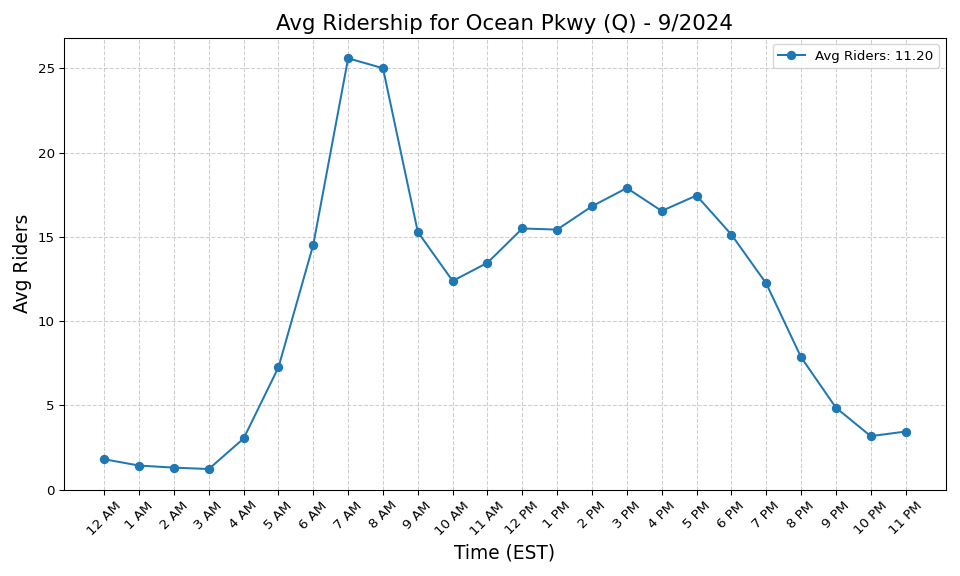 Avg Ridership for Ocean Pkwy (Q) - 9/2024
Avg Riders: 11.20
Avg Riders
25
20
15
10
5
0
12 AM
1 AM
2 AM
3 AM
4 AM
5 AM
6 AM
7 AM
8 AM
9 AM
10 AM
11 AM
12 PM
1 PM
2 PM
3 PM
4 PM
5 PM
6 PM
7 PM
8 PM
9 PM
10 PM
11 PM
Time (EST)